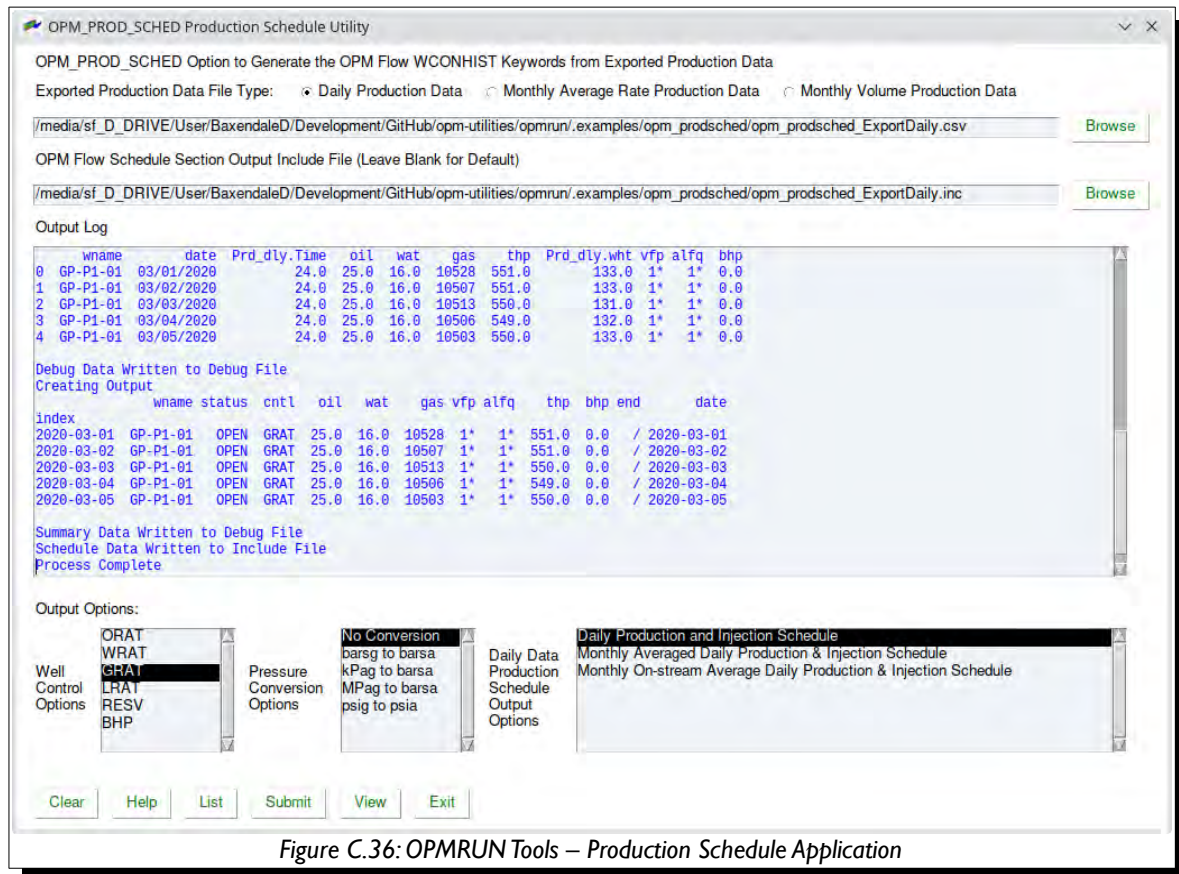 OPM_PROD_SCHED Production Schedule Utility
OPM_PROD_SCHED Option to Generate the OPM Flow WCONHIST Keywords from Exported Production Data
Exported Production Data File Type: Daily Production Data Monthly Average Rate Production Data Monthly Volume Production Data
/media/sf_D_DRIVE/User/BaxendaleD/Development/GitHub/opm-utilities/opmrun/.examples/opm_prodsched/opm_prodsched_ExportDaily.csv Browse
OPM Flow Schedule Section Output Include File (Leave Blank for Default)
/media/sf_D_DRIVE/User/BaxendaleD/Development/GitHub/opm-utilities/opmrun/.examples/opm_prodsched/opm_prodsched_ExportDaily.inc Browse
Output Log
wname date Prd_dly.Time oil wat gas thp Prd_dly.wht vfp alfq bhp
0 GP-P1-01 03/01/2020 24.0 25.0 16.0 10528 551.0 133.0 1* 1* 0.0
1 GP-P1-01 03/02/2020 24.0 25.0 16.0 10507 551.0 133.0 1* 1* 0.0
2 GP-P1-01 03/03/2020 24.0 25.0 16.0 10513 550.0 131.0 1* 1* 0.0
3 GP-P1-01 03/04/2020 24.0 25.0 16.0 10506 549.0 132.0 1* 1* 0.0
4 GP-P1-01 03/05/2020 24.0 25.0 16.0 10503 550.0 133.0 1* 1* 0.0
Debug Data Written to Debug File
Creating Output
wname status cntl oil wat gas vfp alfq thp bhp end date
index
2020-03-01 GP-P1-01 OPEN GRAT 25.0 16.0 10528 1* 1* 551.0 0.0 / 2020-03-01
2020-03-02 GP-P1-01 OPEN GRAT 25.0 16.0 10507 1* 1* 551.0 0.0 / 2020-03-02
2020-03-03 GP-P1-01 OPEN GRAT 25.0 16.0 10513 1* 1* 550.0 0.0 / 2020-03-03
2020-03-04 GP-P1-01 OPEN GRAT 25.0 16.0 10506 1* 1* 549.0 0.0 / 2020-03-04
2020-03-05 GP-P1-01 OPEN GRAT 25.0 16.0 10503 1* 1* 550.0 0.0 / 2020-03-05
Summary Data Written to Debug File
Schedule Data Written to Include File
Process Complete
Output Options:
Well
Control
Options
ORAT
WRAT
GRAT
LRAT
RESV
BHP
Pressure
Conversion
Options
No Conversion
barsg to barsa
kPag to barsa
MPag to barsa
psig to psia
Daily Data
Production
Schedule
Output
Options
Daily Production and Injection Schedule
Monthly Averaged Daily Production & Injection Schedule
Monthly On-stream Average Daily Production & Injection Schedule
Clear Help List Submit View Exit
Figure C.36: OPMRUN Tools – Production Schedule Application